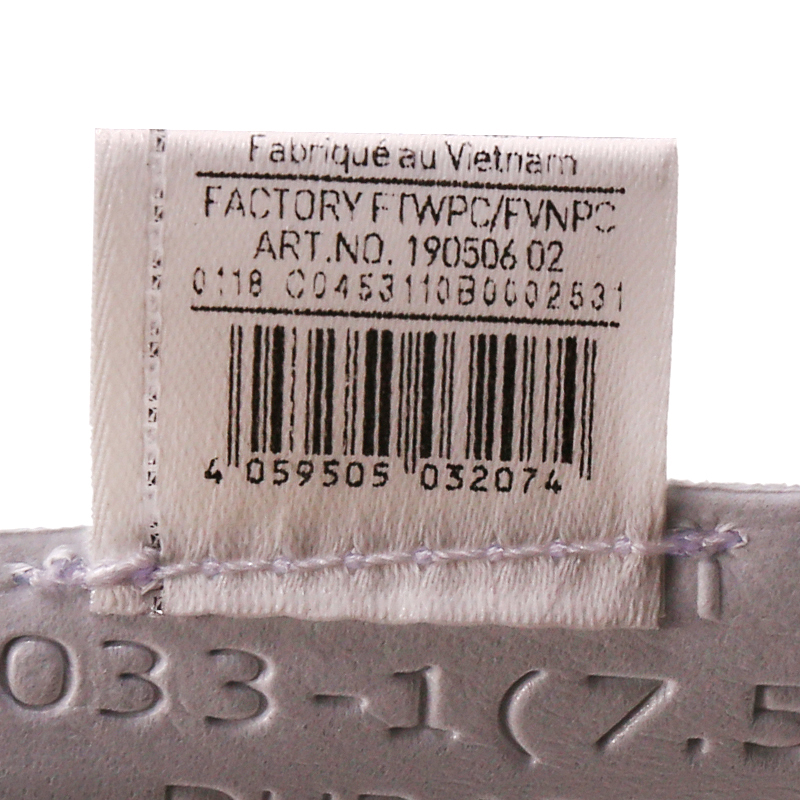 Fabriqué au Vietnam
FACTORY FTWPC/FVNPC
ART.NO. 190506 02
0118 C0453110B0002531
4 059505 032074
033-1(7.5